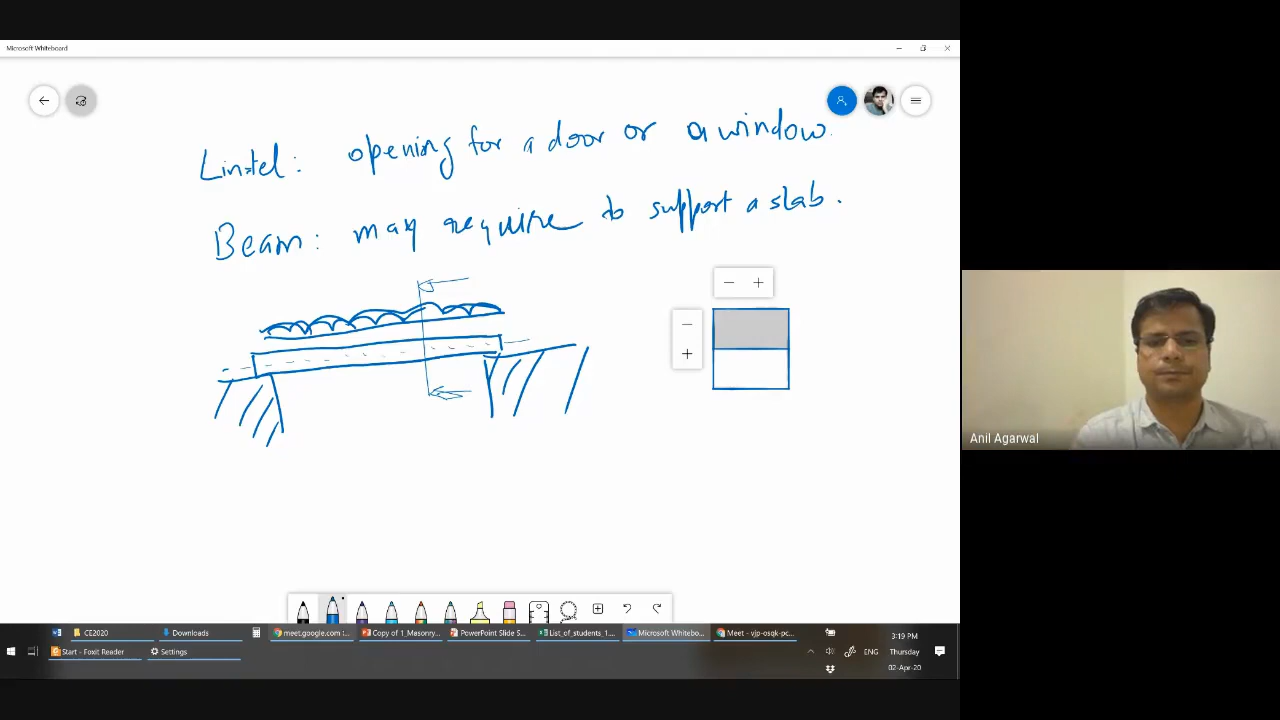 Microsoft Whiteboard
Lintel: opening for a door or a window.
Beam: may require to support a slab.
Anil Agarwal
CE2020
Downloads
meet.google.com :...
Copy of 1_Masonry...
PowerPoint Slide S...
List_of_students_1...
Microsoft Whitebo...
Meet - vjp-osqk-pc...
3:19 PM
Start - Foxit Reader
Settings
ENG
Thursday
02-Apr-20